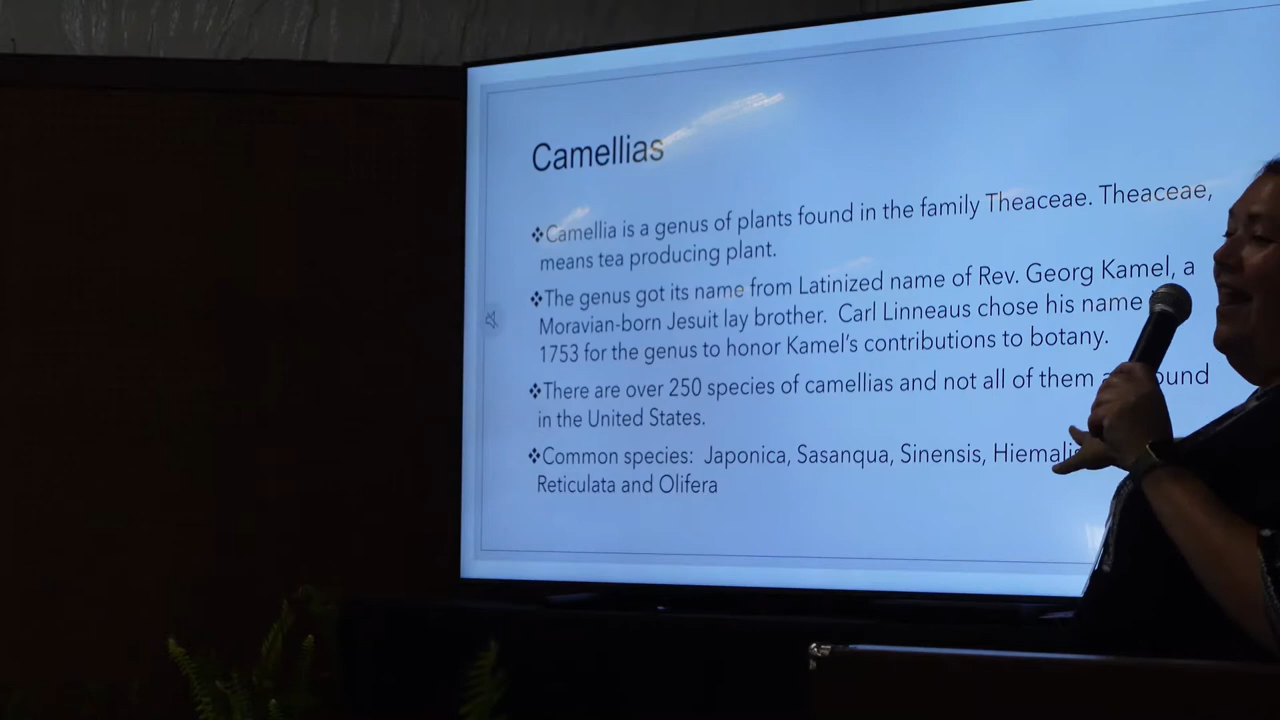 Camellias
❖Camellia is a genus of plants found in the family Theaceae. Theaceae,
means tea producing plant.
❖The genus got its name from Latinized name of Rev. Georg Kamel, a
Moravian-born Jesuit lay brother. Carl Linneaus chose his name
1753 for the genus to honor Kamel's contributions to botany.
❖There are over 250 species of camellias and not all of them
in the United States.
❖Common species: Japonica, Sasanqua, Sinensis, Hiemalis
Reticulata and Olifera